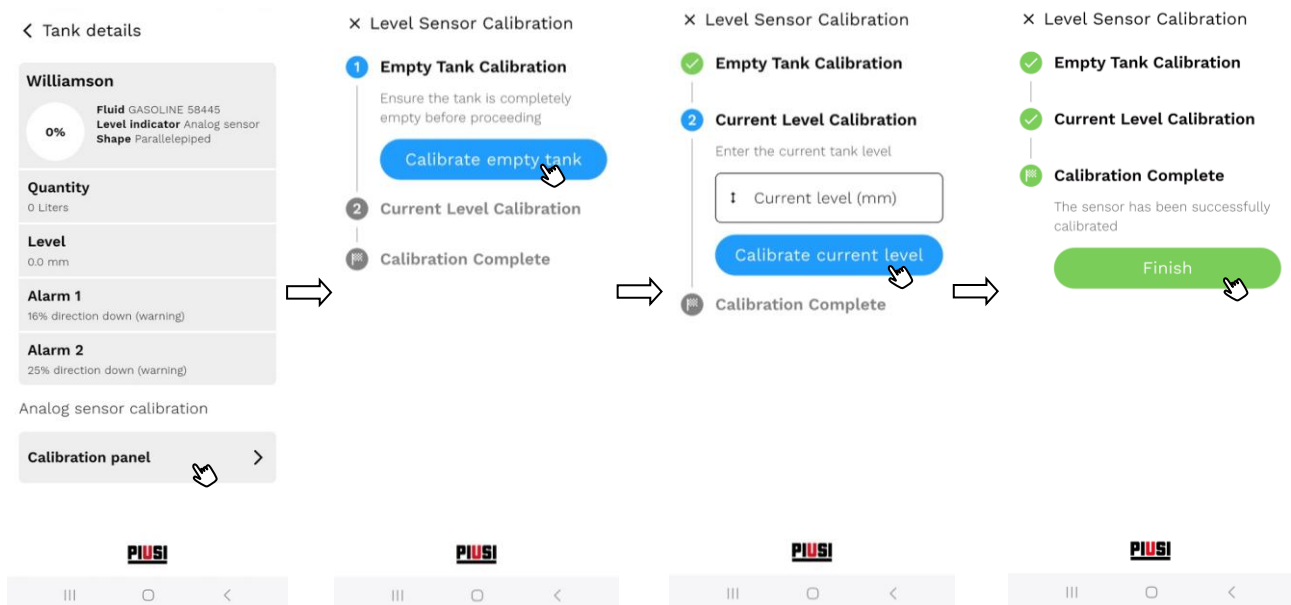 Tank details
Williamson
0%
Fluid GASOLINE 58445
Level indicator Analog sensor
Shape Parallelepiped
Quantity
0 Liters
Level
0.0 mm
Alarm 1
16% direction down (warning)
Alarm 2
25% direction down (warning)
Analog sensor calibration
Calibration panel
PIUSI
Level Sensor Calibration
1 Empty Tank Calibration
Ensure the tank is completely
empty before proceeding
Calibrate empty tank
2 Current Level Calibration
Calibration Complete
PIUSI
Level Sensor Calibration
Empty Tank Calibration
2 Current Level Calibration
Enter the current tank level
Current level (mm)
Calibrate current level
Calibration Complete
PIUSI
Level Sensor Calibration
Empty Tank Calibration
Current Level Calibration
Calibration Complete
The sensor has been successfully
calibrated
Finish
PIUSI